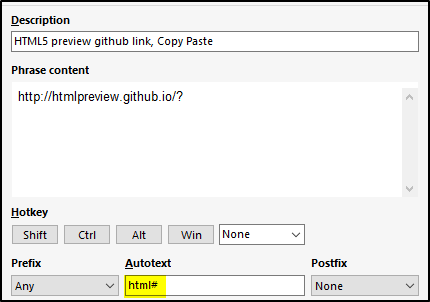 Description
HTML5 preview github link, Copy Paste
Phrase content
http://htmlpreview.github.io/?
Hotkey
Shift Ctrl Alt Win None
Prefix Autotext Postfix
Any html# None